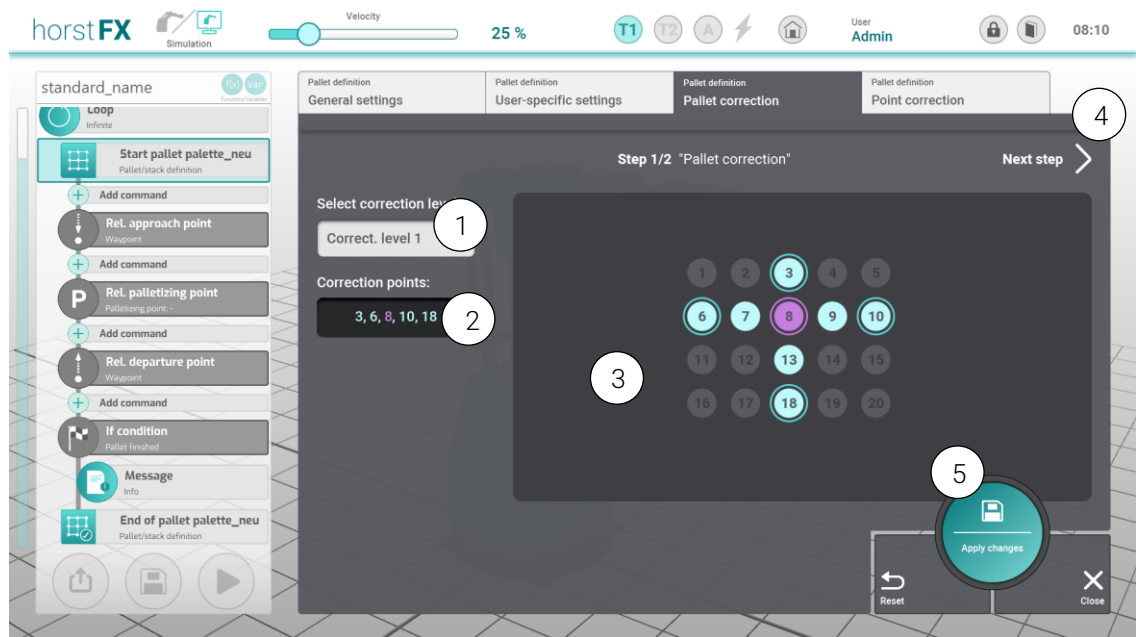 horstFX
Simulation
Velocity
25 %
T1
T2
A
User
Admin
08:10
standard_name
f(x)
var
Functions/Variables
Loop
Infinite
Start pallet palette_neu
Pallet/stack definition
Add command
Rel. approach point
Waypoint
Add command
P
Rel. palletizing point
Palletizing point: -
Add command
Rel. departure point
Waypoint
Add command
If condition
Pallet finished
Message
Info
End of pallet palette_neu
Pallet/stack definition
Pallet definition
General settings
Pallet definition
User-specific settings
Pallet definition
Pallet correction
Pallet definition
Point correction
4
Step 1/2 "Pallet correction"
Next step
Select correction lev
1
Correct. level 1
Correction points:
3, 6, 8, 10, 18
2
3
1 2 3 4 5
6 7 8 9 10
11 12 13 14 15
16 17 18 19 20
5
Apply changes
Reset
Close